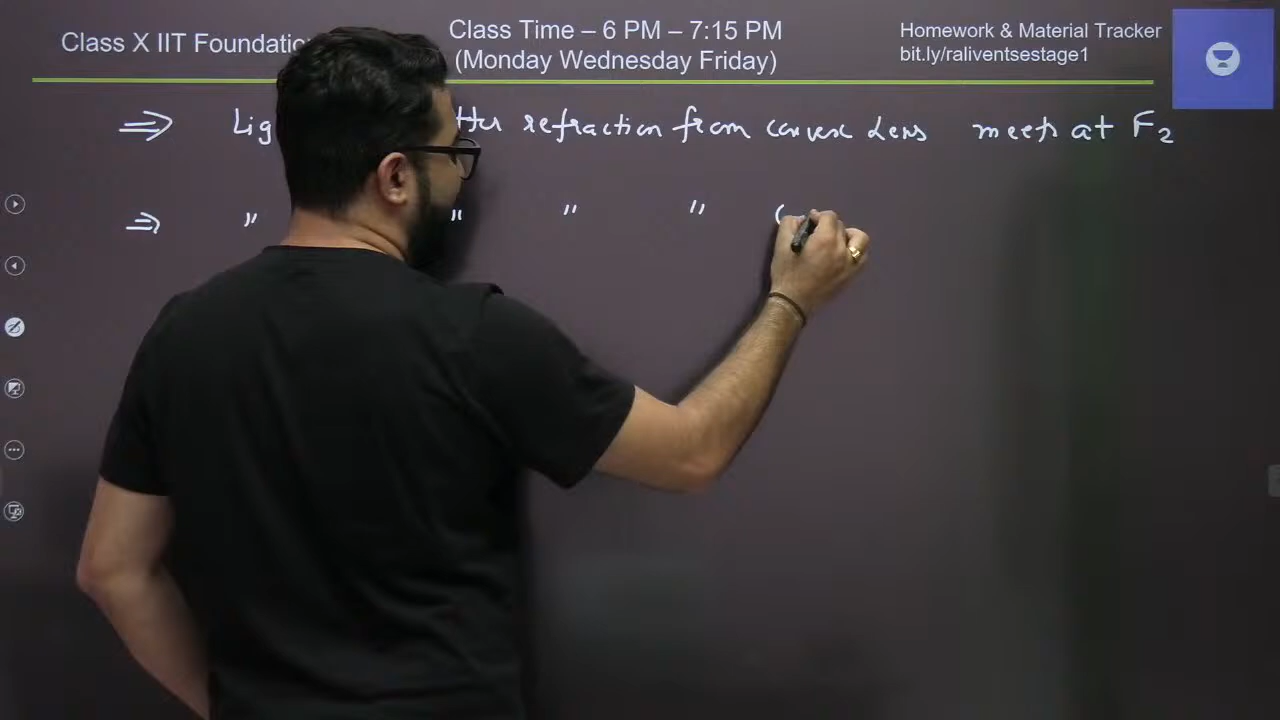 Class X IIT Foundatio
Class Time – 6 PM – 7:15 PM
(Monday Wednesday Friday)
Homework & Material Tracker
bit.ly/raliventsestage1
⇒ Lig tter refraction from convex Lens meets at F2
⇒ " " " "